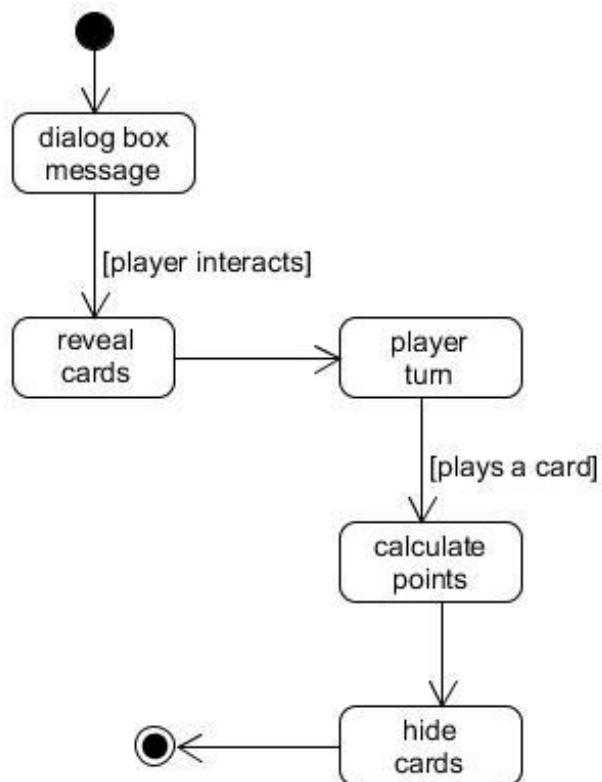 dialog box
message
[player interacts]
reveal
cards
player
turn
[plays a card]
calculate
points
hide
cards